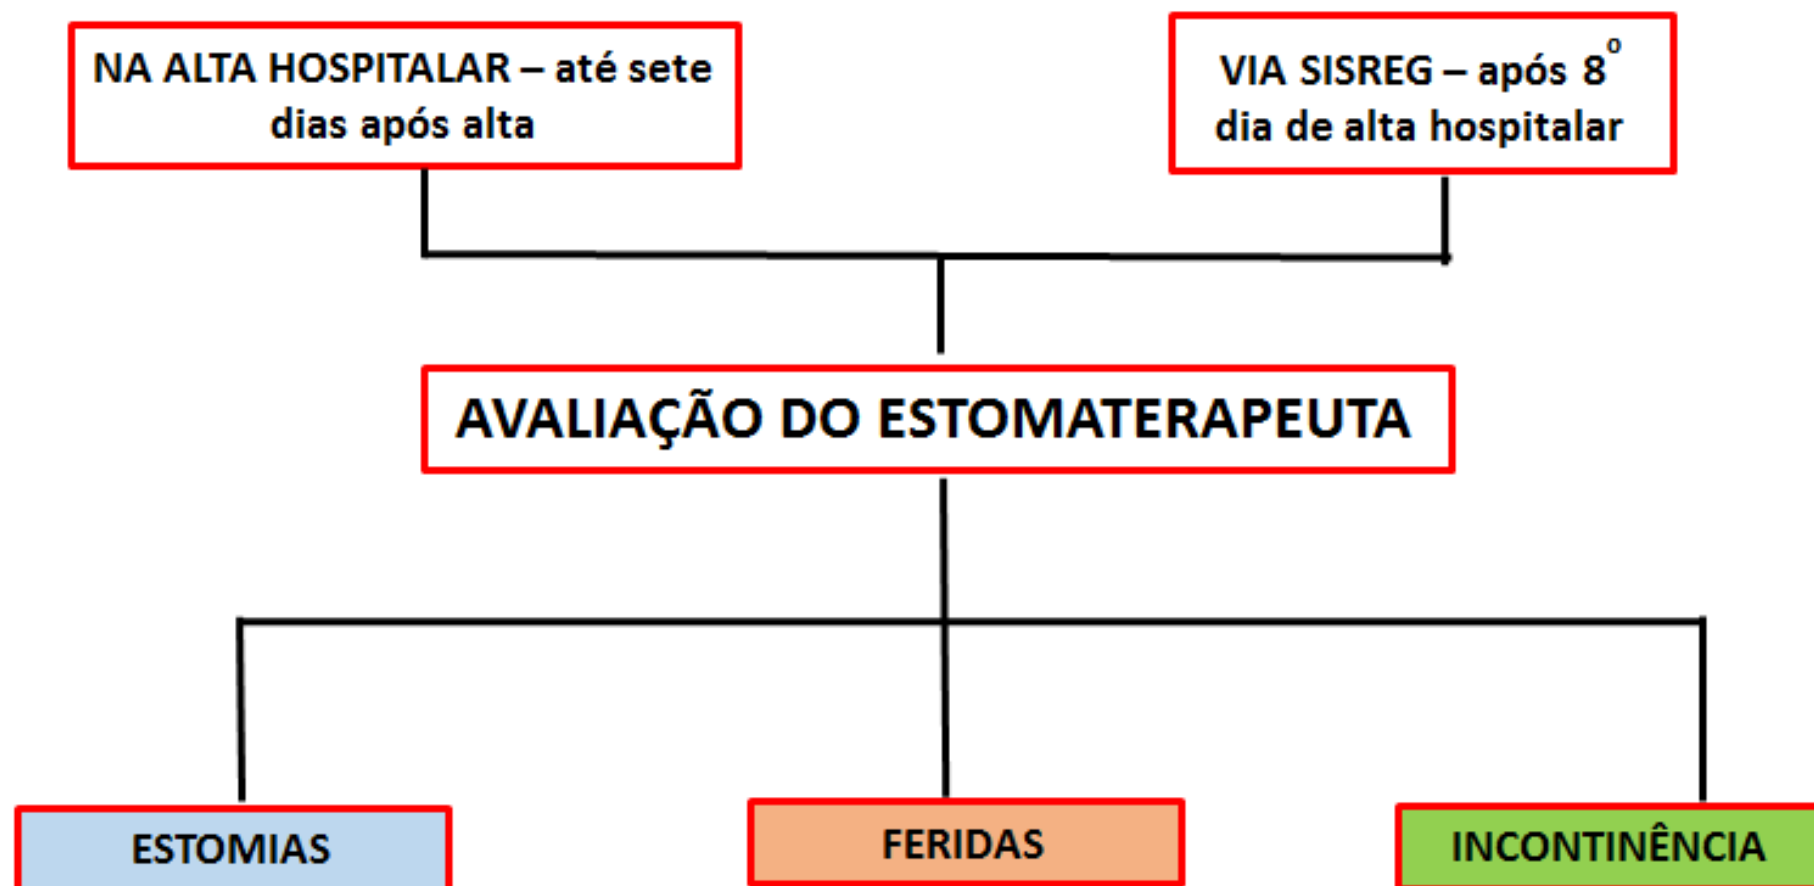 NA ALTA HOSPITALAR – até sete
dias após alta
VIA SISREG – após 8º
dia de alta hospitalar
AVALIAÇÃO DO ESTOMATERAPEUTA
ESTOMIAS
FERIDAS
INCONTINÊNCIA